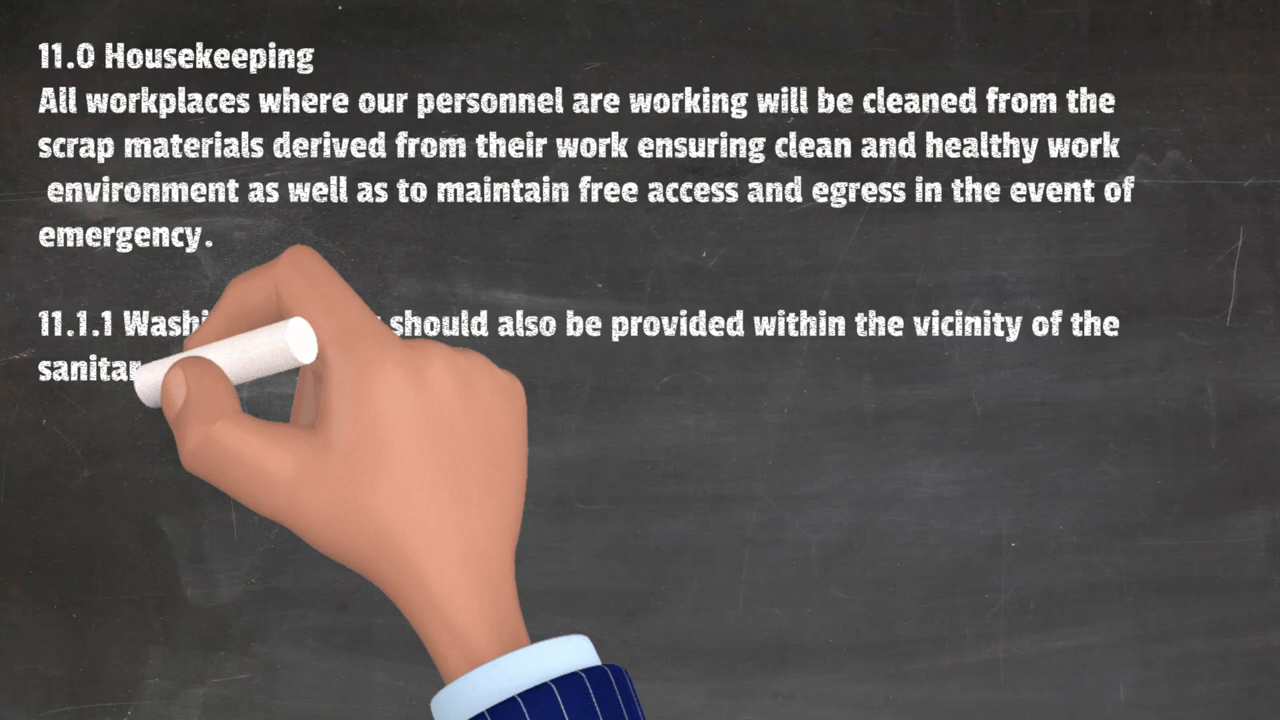 11.0 Housekeeping
All workplaces where our personnel are working will be cleaned from the
scrap materials derived from their work ensuring clean and healthy work
environment as well as to maintain free access and egress in the event of
emergency.
11.1.1 should also be provided within the vicinity of the